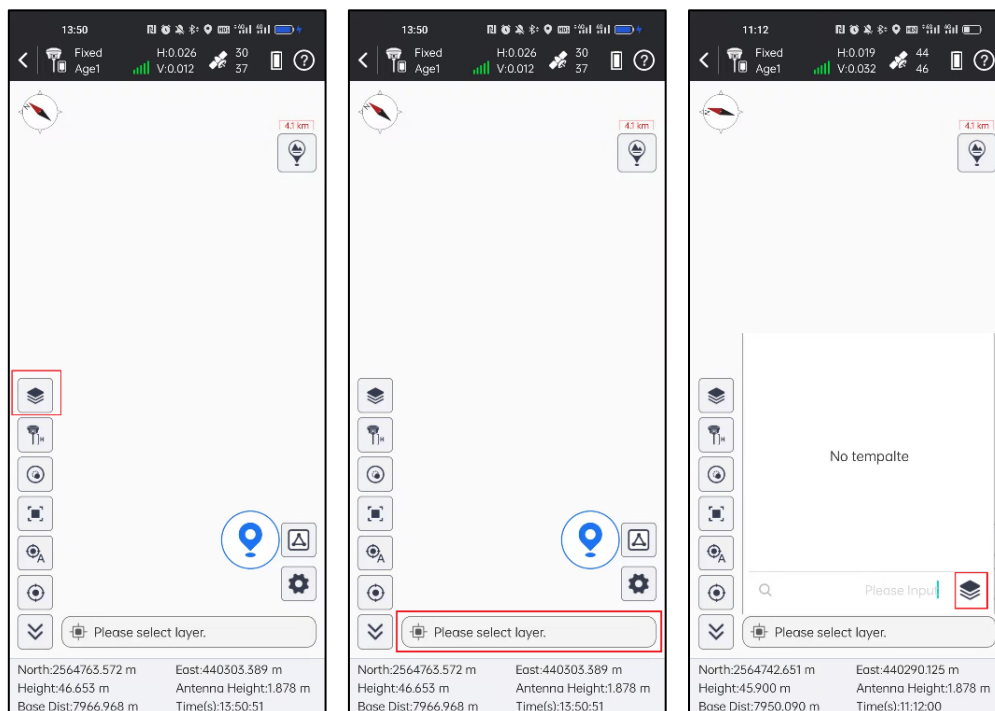 13:50
Fixed H:0.026 30
Age1 V:0.012 37
4.1 km
N
H
A
Please select layer.
North:2564763.572 m East:440303.389 m
Height:46.653 m Antenna Height:1.878 m
Base Dist:7966.968 m Time(s):13:50:51
13:50
Fixed H:0.026 30
Age1 V:0.012 37
4.1 km
N
H
A
Please select layer.
North:2564763.572 m East:440303.389 m
Height:46.653 m Antenna Height:1.878 m
Base Dist:7966.968 m Time(s):13:50:51
11:12
Fixed H:0.019 44
Age1 V:0.032 46
4.1 km
N
H
No tempalte
A
Please Input
Please select layer.
North:2564742.651 m East:440290.125 m
Height:45.900 m Antenna Height:1.878 m
Base Dist:7950.090 m Time(s):11:12:00